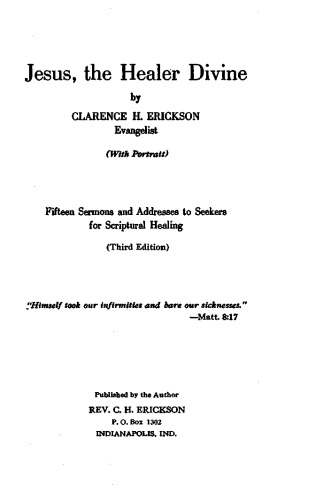 Jesus, the Healer Divine
by
CLARENCE H. ERICKSON
Evangelist
(With Portrait)
Fifteen Sermons and Addresses to Seekers
for Scriptural Healing
(Third Edition)
"Himself took our infirmities and bare our sicknesses."
—Matt. 8:17
Published by the Author
REV. C. H. ERICKSON
P. O. Box 1302
INDIANAPOLIS, IND.